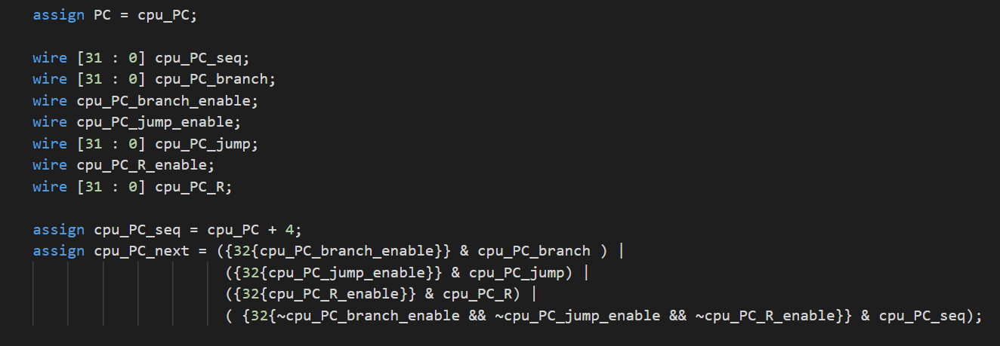 assign PC = cpu_PC;
wire [31 : 0] cpu_PC_seq;
wire [31 : 0] cpu_PC_branch;
wire cpu_PC_branch_enable;
wire cpu_PC_jump_enable;
wire [31 : 0] cpu_PC_jump;
wire cpu_PC_R_enable;
wire [31 : 0] cpu_PC_R;
assign cpu_PC_seq = cpu_PC + 4;
assign cpu_PC_next = ({32{cpu_PC_branch_enable}} & cpu_PC_branch ) |
({32{cpu_PC_jump_enable}} & cpu_PC_jump) |
({32{cpu_PC_R_enable}} & cpu_PC_R) |
( {32{~cpu_PC_branch_enable && ~cpu_PC_jump_enable && ~cpu_PC_R_enable}} & cpu_PC_seq);